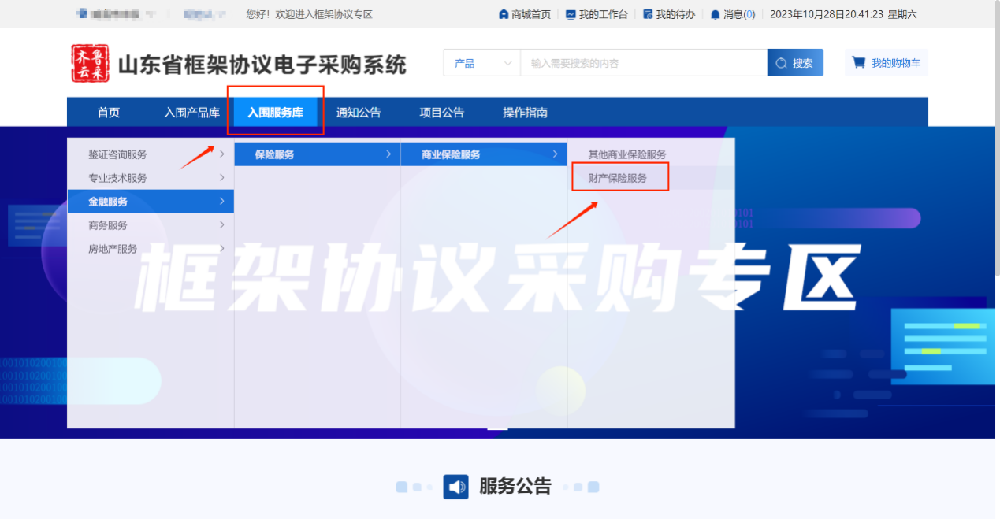 您好！欢迎进入框架协议专区
商城首页
我的工作台
我的待办
消息(0)
2023年10月28日20:41:23 星期六
齐鲁云采
山东省框架协议电子采购系统
产品
输入需要搜索的内容
搜索
我的购物车
首页
入围产品库
入围服务库
通知公告
项目公告
操作指南
鉴证咨询服务
专业技术服务
金融服务
商务服务
房地产服务
保险服务
商业保险服务
其他商业保险服务
财产保险服务
框架协议采购专区
服务公告